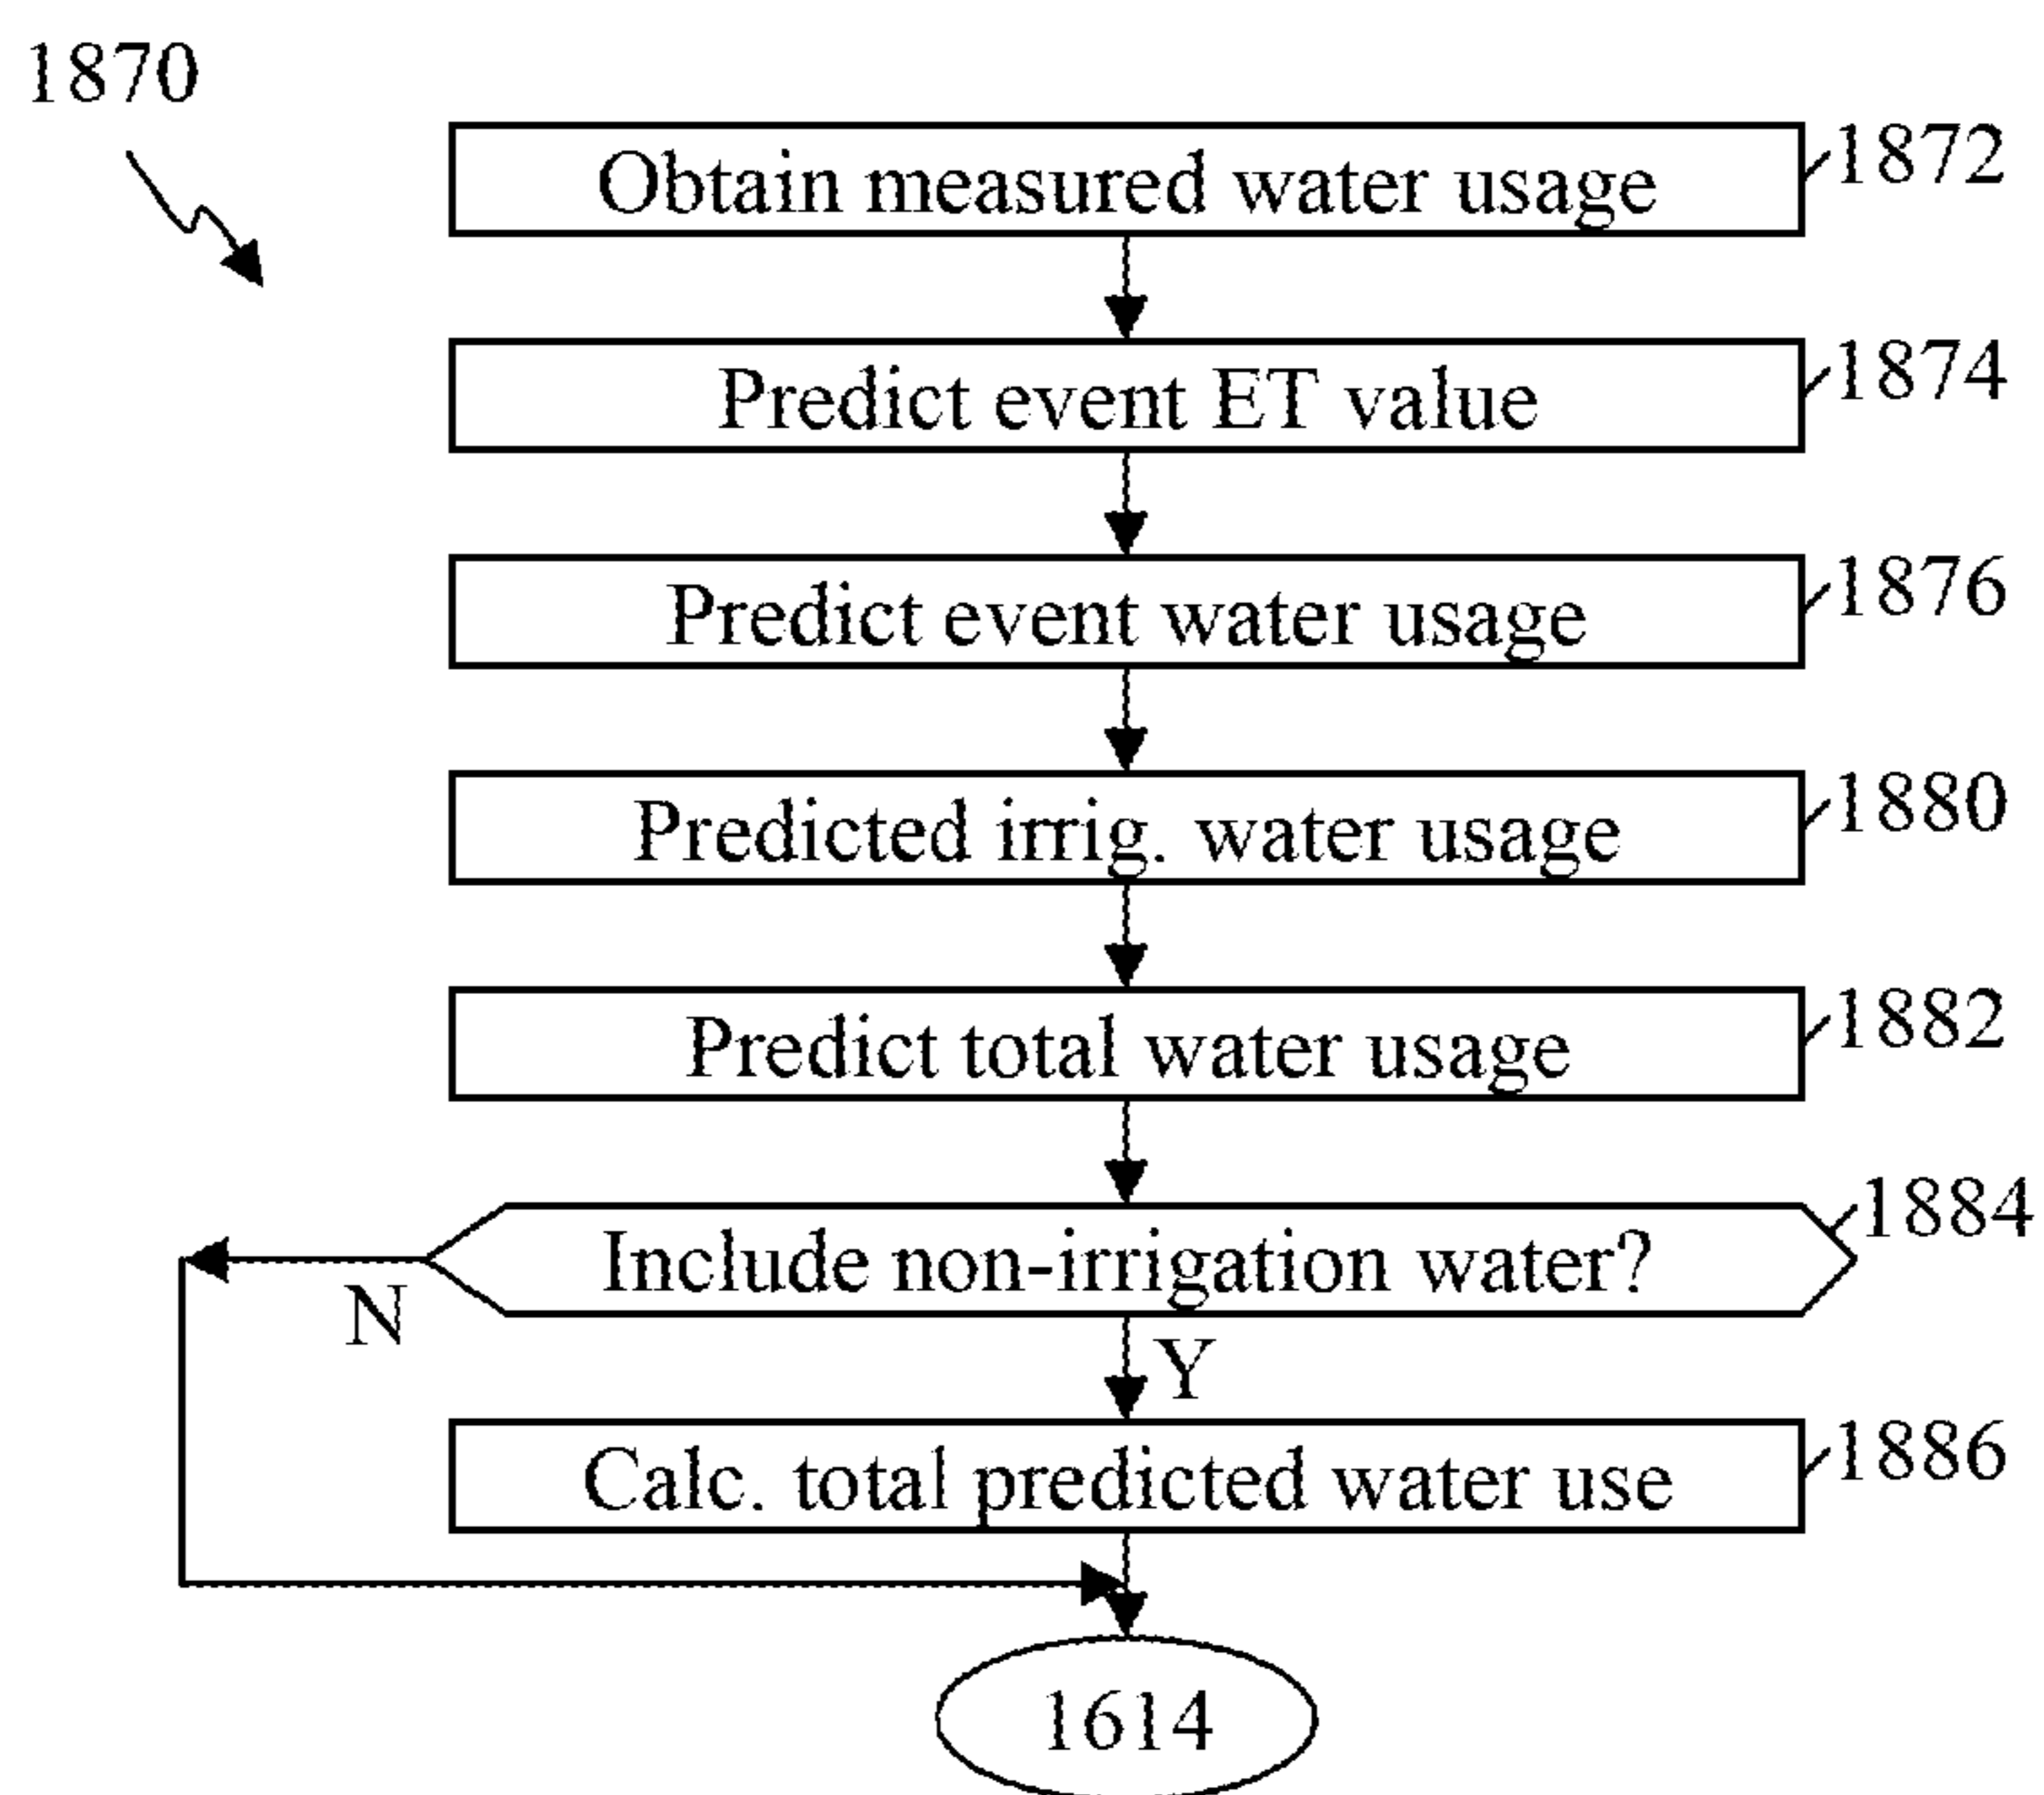 1870
Obtain measured water usage
1872
Predict event ET value
1874
Predict event water usage
1876
Predicted irrig. water usage
1880
Predict total water usage
1882
Include non-irrigation water?
1884
N
Y
Calc. total predicted water use
1886
1614